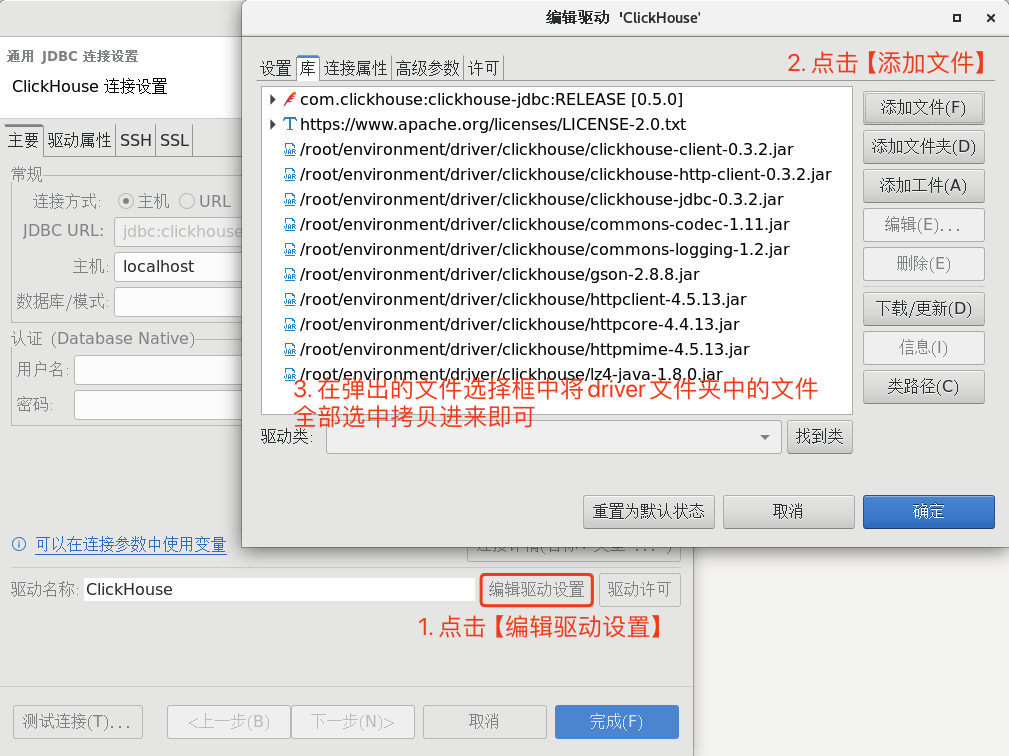 编辑驱动 'ClickHouse'
通用 JDBC 连接设置
ClickHouse 连接设置
主要 驱动属性 SSH SSL
常规
连接方式: 主机 URL
JDBC URL: jdbc:clickhouse
主机: localhost
数据库/模式:
认证 (Database Native)
用户名:
密码:
设置 库 连接属性 高级参数 许可
2. 点击【添加文件】
com.clickhouse:clickhouse-jdbc:RELEASE [0.5.0]
https://www.apache.org/licenses/LICENSE-2.0.txt
/root/environment/driver/clickhouse/clickhouse-client-0.3.2.jar
/root/environment/driver/clickhouse/clickhouse-http-client-0.3.2.jar
/root/environment/driver/clickhouse/clickhouse-jdbc-0.3.2.jar
/root/environment/driver/clickhouse/commons-codec-1.11.jar
/root/environment/driver/clickhouse/commons-logging-1.2.jar
/root/environment/driver/clickhouse/gson-2.8.8.jar
/root/environment/driver/clickhouse/httpclient-4.5.13.jar
/root/environment/driver/clickhouse/httpcore-4.4.13.jar
/root/environment/driver/clickhouse/httpmime-4.5.13.jar
/root/environment/driver/clickhouse/lz4-java-1.8.0.jar
3. 在弹出的文件选择框中将driver文件夹中的文件
全部选中拷贝进来即可
添加文件(F)
添加文件夹(D)
添加工件(A)
编辑(E)...
删除(E)
下载/更新(D)
信息(I)
类路径(C)
驱动类: 找到类
重置为默认状态 取消 确定
可以在连接参数中使用变量
驱动名称: ClickHouse 编辑驱动设置 驱动许可
1. 点击【编辑驱动设置】
测试连接(T)... <上一步(B) 下一步(N)> 取消 完成(F)